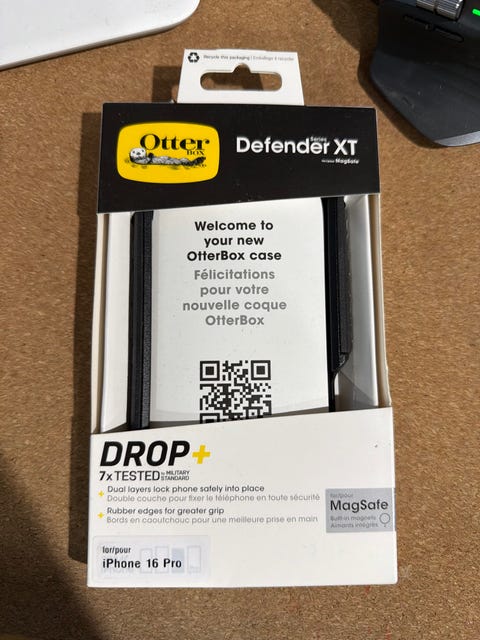 Recycle this packaging | Emballage à recycler
Otter
BOX
Defender Series XT
for/pour MagSafe
Welcome to
your new
OtterBox case
Félicitations
pour votre
nouvelle coque
OtterBox
DROP+
7x TESTED to MILITARY STANDARD
+ Dual layers lock phone safely into place
Double couche pour fixer le téléphone en toute sécurité
+ Rubber edges for greater grip
Bords en caoutchouc pour une meilleure prise en main
for/pour
MagSafe
Built-in magnets
Aimants intégrés
for/pour
iPhone 16 Pro